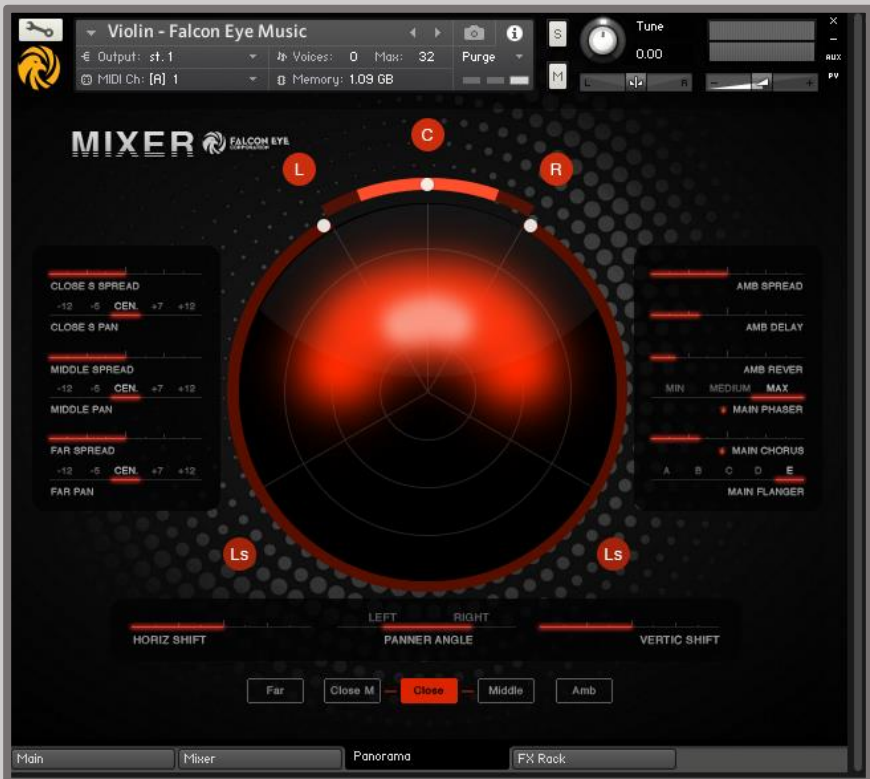 Violin - Falcon Eye Music
Output: st. 1
Voices: 0 Max: 32 Purge
MIDI Ch: [A] 1
Memory: 1.09 GB
S
M
Tune
0.00
L R
- +
×
–
AUX
PV
MIXER FALCON EYE
CORPORATION
L
C
R
CLOSE S SPREAD
-12 -5 CEN. +7 +12
CLOSE S PAN
MIDDLE SPREAD
-12 -5 CEN. +7 +12
MIDDLE PAN
FAR SPREAD
-12 -5 CEN. +7 +12
FAR PAN
AMB SPREAD
AMB DELAY
AMB REVER
MIN MEDIUM MAX
MAIN PHASER
MAIN CHORUS
A B C D E
MAIN FLANGER
Ls
Ls
HORIZ SHIFT
LEFT RIGHT
PANNER ANGLE
VERTIC SHIFT
Far Close M Close Middle Amb
Main Mixer Panorama FX Rack